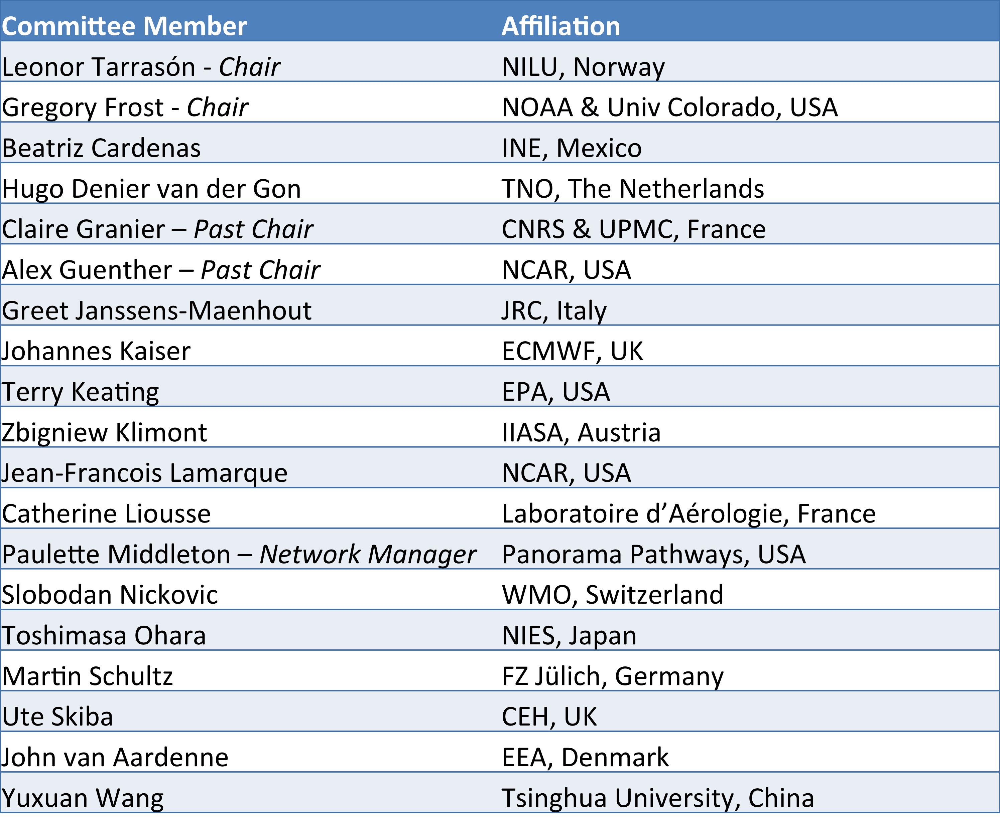 Committee Member Affiliation
Leonor Tarrasón - Chair NILU, Norway
Gregory Frost - Chair NOAA & Univ Colorado, USA
Beatriz Cardenas INE, Mexico
Hugo Denier van der Gon TNO, The Netherlands
Claire Granier – Past Chair CNRS & UPMC, France
Alex Guenther – Past Chair NCAR, USA
Greet Janssens-Maenhout JRC, Italy
Johannes Kaiser ECMWF, UK
Terry Keating EPA, USA
Zbigniew Klimont IIASA, Austria
Jean-Francois Lamarque NCAR, USA
Catherine Liousse Laboratoire d’Aérologie, France
Paulette Middleton – Network Manager Panorama Pathways, USA
Slobodan Nickovic WMO, Switzerland
Toshimasa Ohara NIES, Japan
Martin Schultz FZ Jülich, Germany
Ute Skiba CEH, UK
John van Aardenne EEA, Denmark
Yuxuan Wang Tsinghua University, China